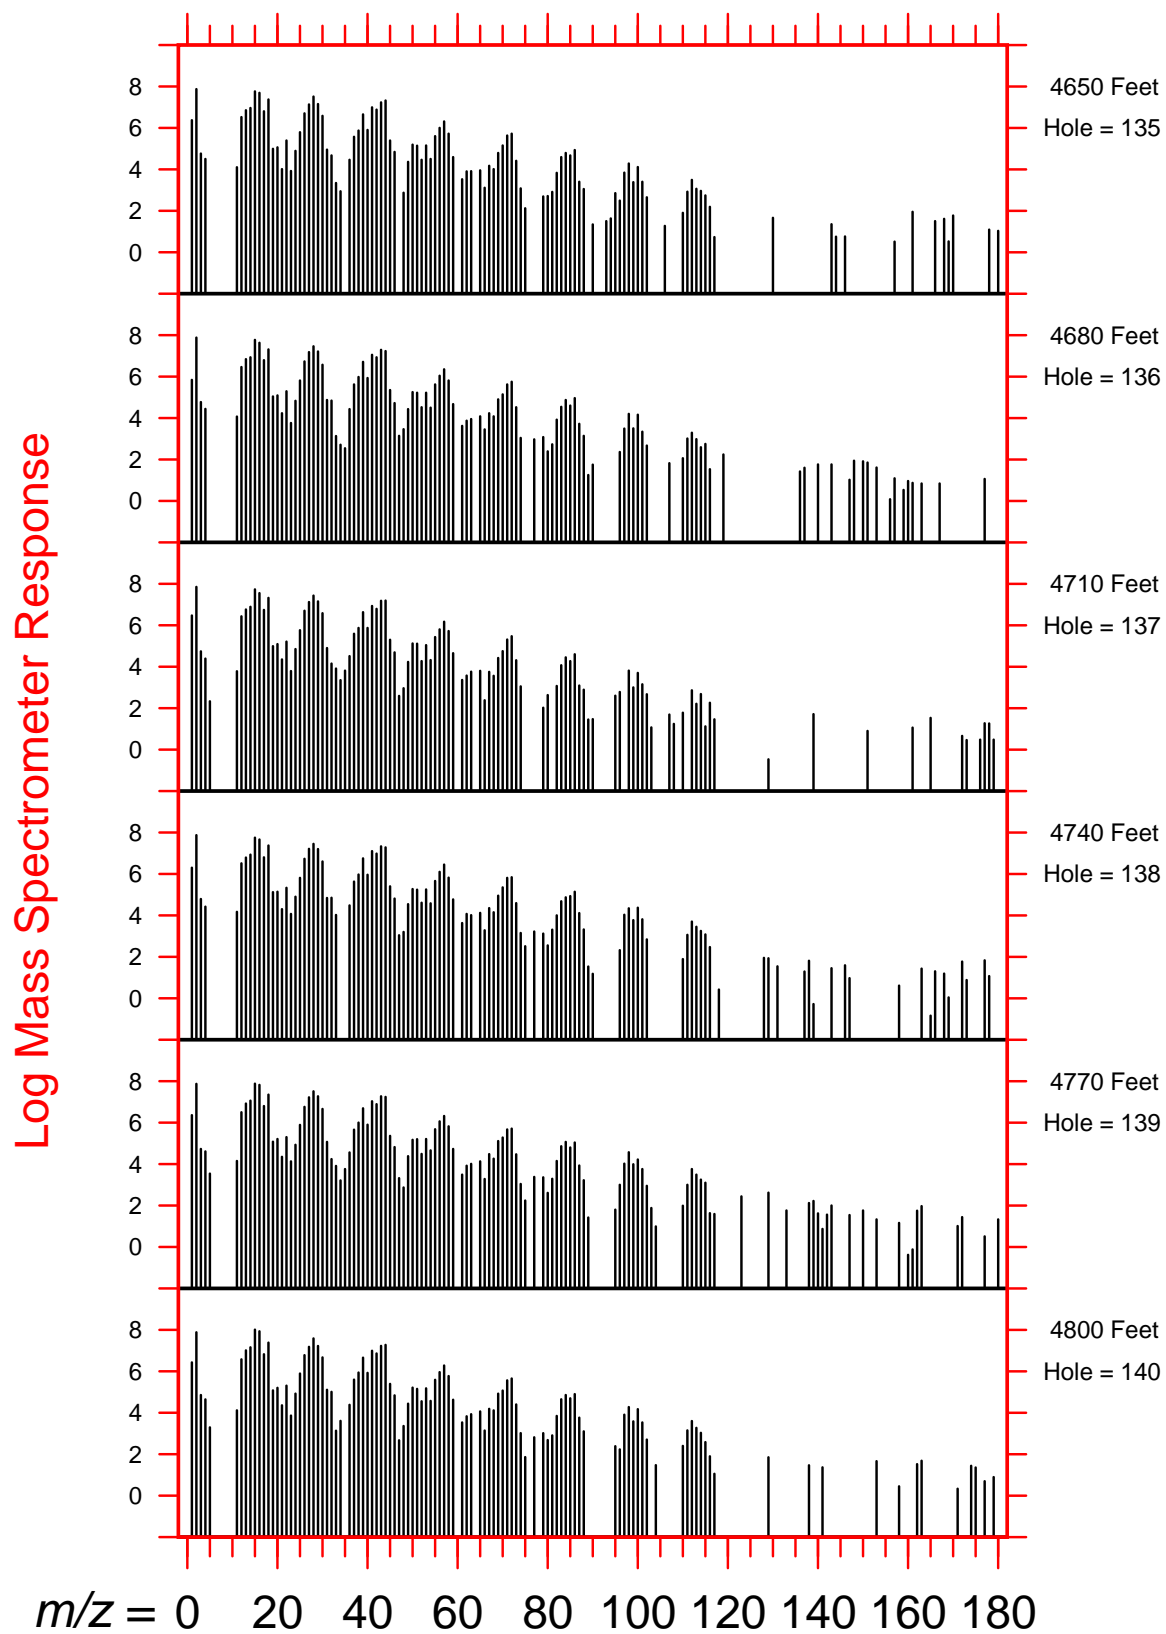 Log Mass Spectrometer Response
8
6
4
2
0
4650 Feet
Hole = 135
8
6
4
2
0
4680 Feet
Hole = 136
8
6
4
2
0
4710 Feet
Hole = 137
8
6
4
2
0
4740 Feet
Hole = 138
8
6
4
2
0
4770 Feet
Hole = 139
8
6
4
2
0
4800 Feet
Hole = 140
m/z = 0 20 40 60 80 100 120 140 160 180